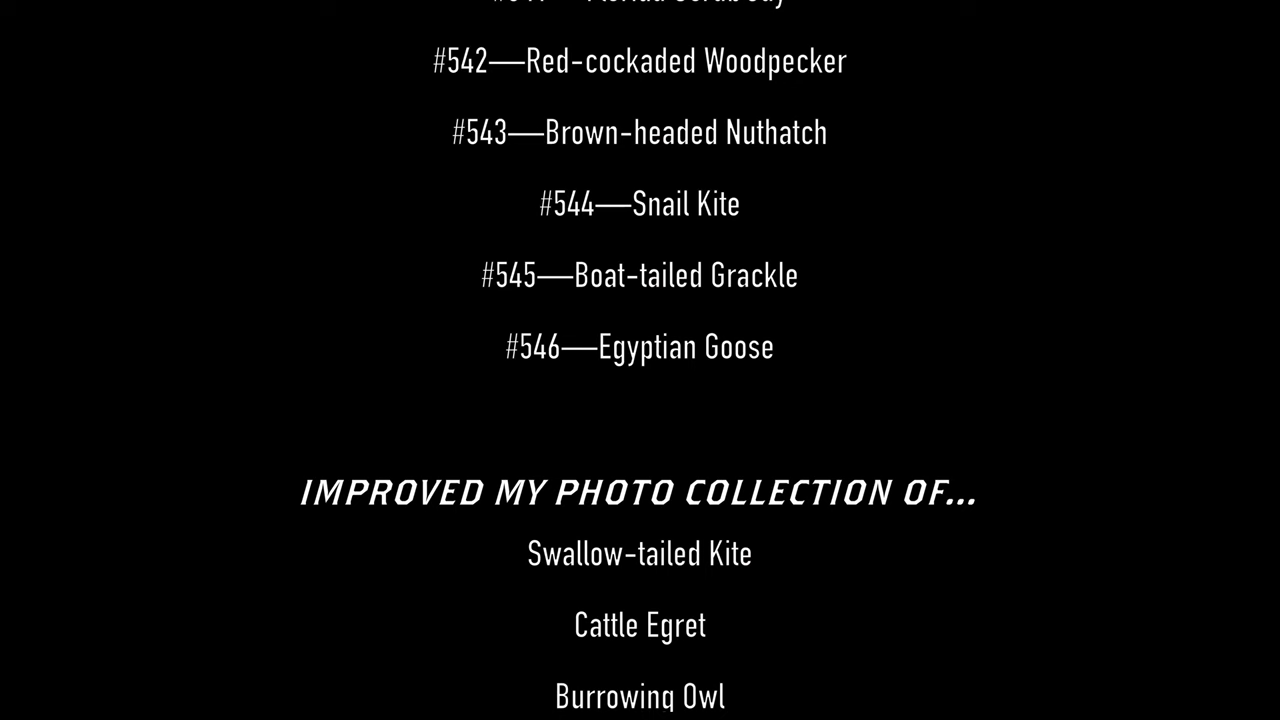 #542—Red-cockaded Woodpecker
#543—Brown-headed Nuthatch
#544—Snail Kite
#545—Boat-tailed Grackle
#546—Egyptian Goose
IMPROVED MY PHOTO COLLECTION OF...
Swallow-tailed Kite
Cattle Egret
Burrowing Owl